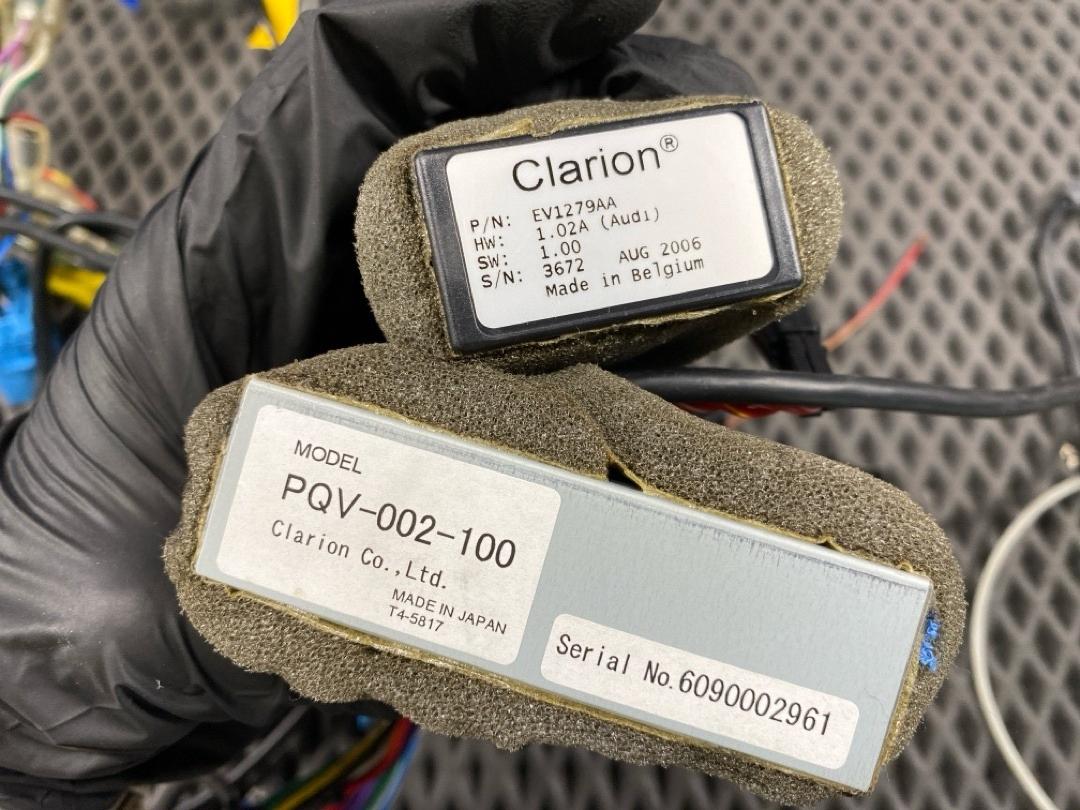 Clarion®
P/N: EV1279AA
HW: 1.02A (Audi)
SW: 1.00
S/N: 3672 AUG 2006
Made in Belgium
MODEL
PQV-002-100
Clarion Co.,Ltd.
MADE IN JAPAN
T4-5817
Serial No.6090002961